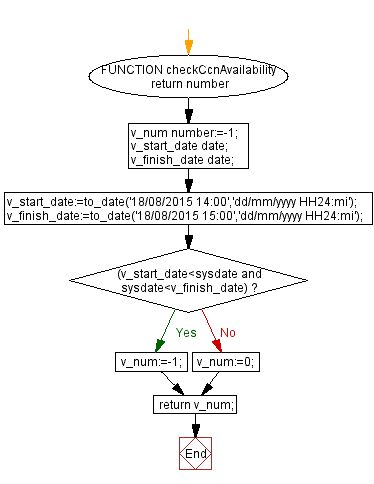 FUNCTION checkCcnAvailability
return number
v_num number:=-1;
v_start_date date;
v_finish_date date;
v_start_date:=to_date('18/08/2015 14:00','dd/mm/yyyy HH24:mi');
v_finish_date:=to_date('18/08/2015 15:00','dd/mm/yyyy HH24:mi');
(v_start_date<sysdate and
sysdate<v_finish_date) ?
Yes
No
v_num:=-1;
v_num:=0;
return v_num;
End